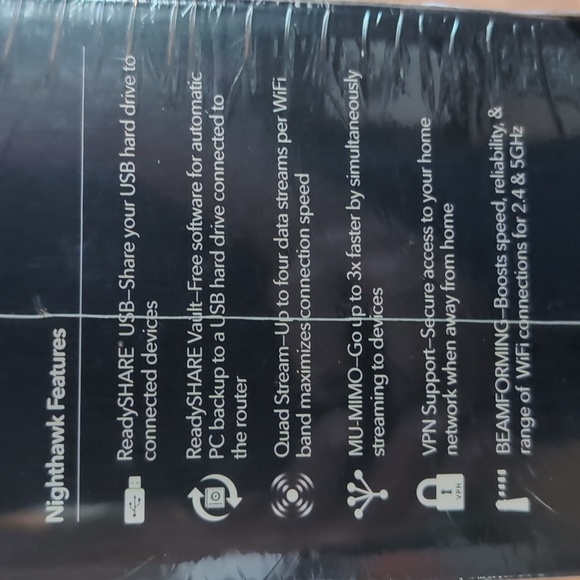 Nighthawk Features
ReadySHARE® USB–Share your USB hard drive to
connected devices
ReadySHARE Vault–Free software for automatic
PC backup to a USB hard drive connected to
the router
Quad Stream–Up to four data streams per WiFi
band maximizes connection speed
MU-MIMO–Go up to 3x faster by simultaneously
streaming to devices
VPN
VPN Support–Secure access to your home
network when away from home
BEAMFORMING–Boosts speed, reliability, &
range of WiFi connections for 2.4 & 5GHz